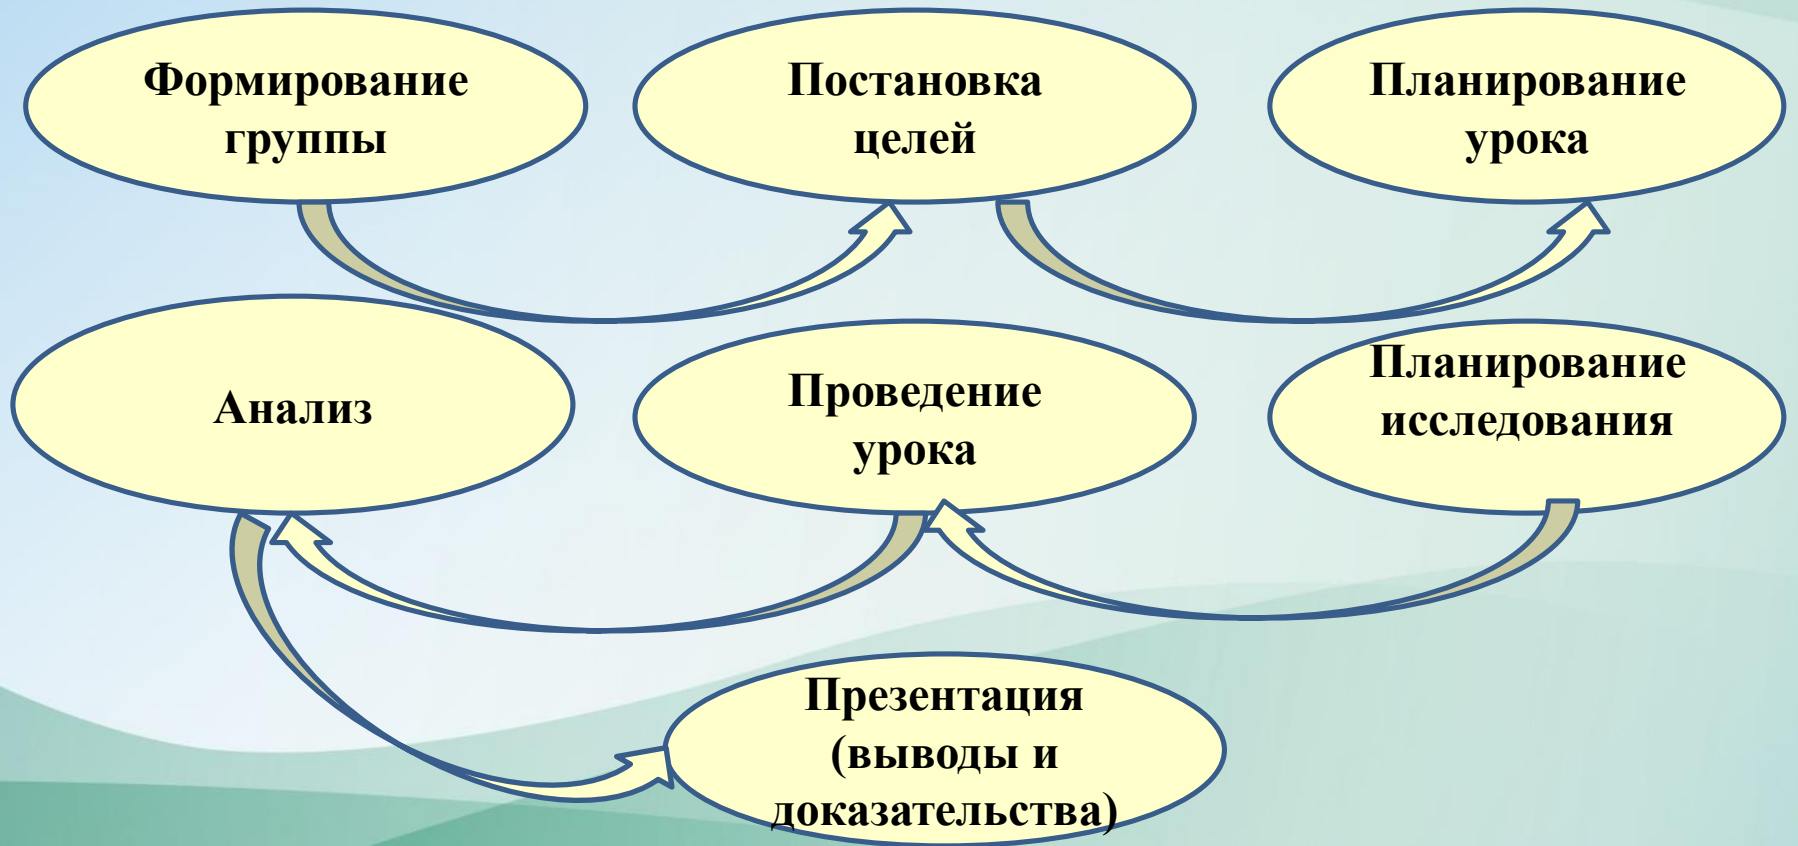 Формирование
группы
Постановка
целей
Планирование
урока
Анализ
Проведение
урока
Планирование
исследования
Презентация
(выводы и
доказательства)